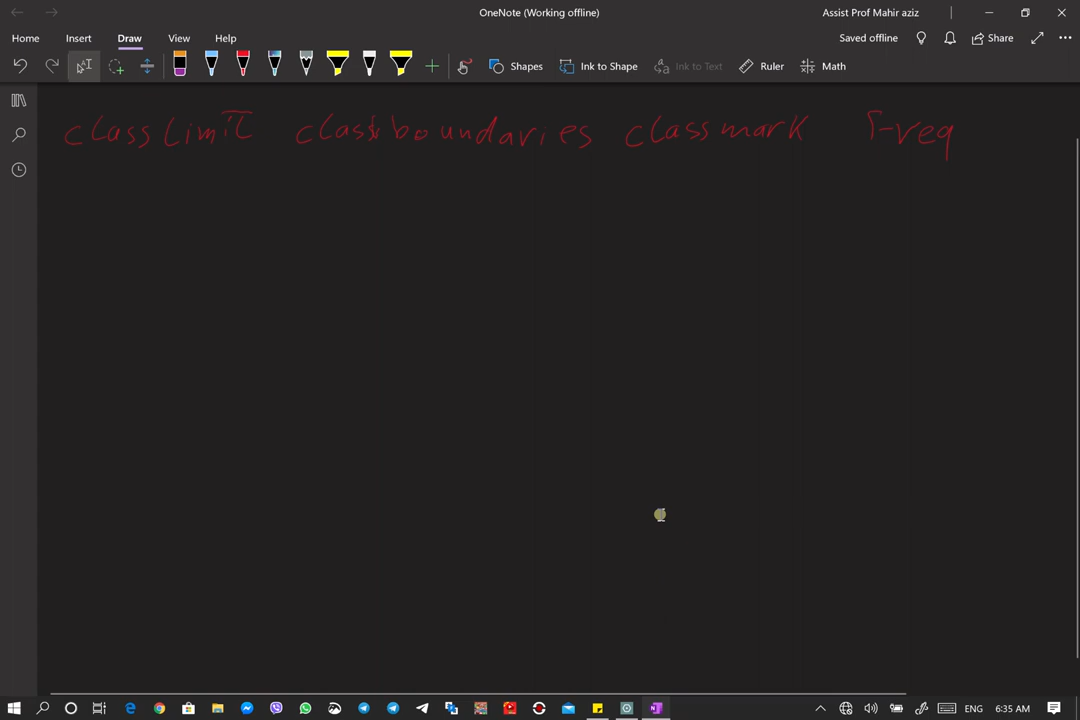 OneNote (Working offline)
Assist Prof Mahir aziz
Home Insert Draw View Help
Saved offline
Share
Shapes
Ink to Shape
Ink to Text
Ruler
Math
class Limit class boundaries class mark Freq
ENG
6:35 AM